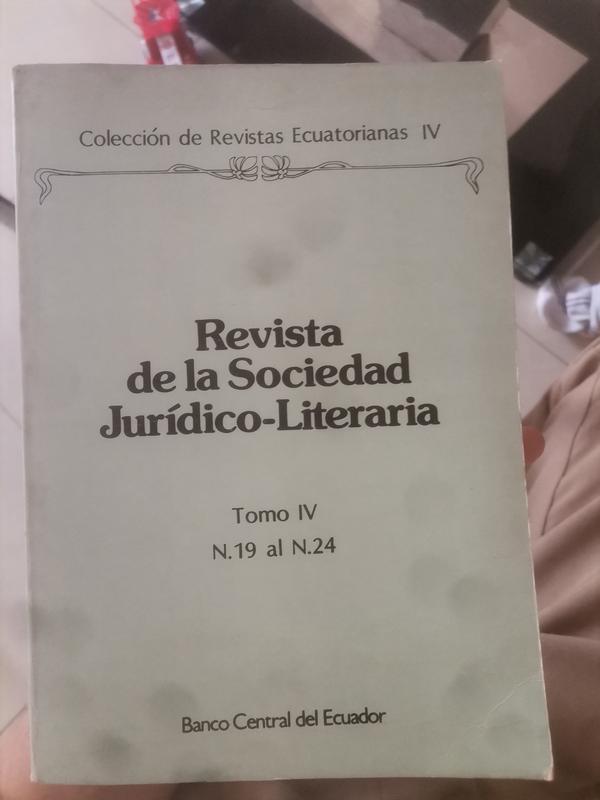 Colección de Revistas Ecuatorianas IV
Revista
de la Sociedad
Jurídico-Literaria
Tomo IV
N.19 al N.24
Banco Central del Ecuador